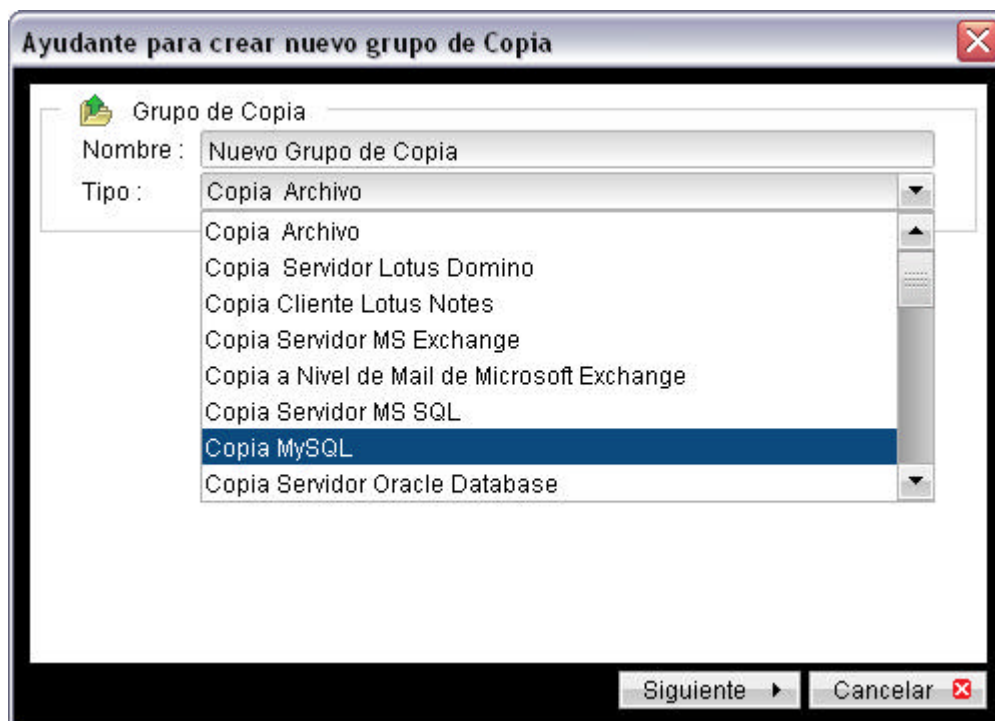 Ayudante para crear nuevo grupo de Copia
Grupo de Copia
Nombre : Nuevo Grupo de Copia
Tipo : Copia  Archivo
Copia  Archivo
Copia  Servidor Lotus Domino
Copia Cliente Lotus Notes
Copia Servidor MS Exchange
Copia a Nivel de Mail de Microsoft Exchange
Copia Servidor MS SQL
Copia MySQL
Copia Servidor Oracle Database
Siguiente Cancelar